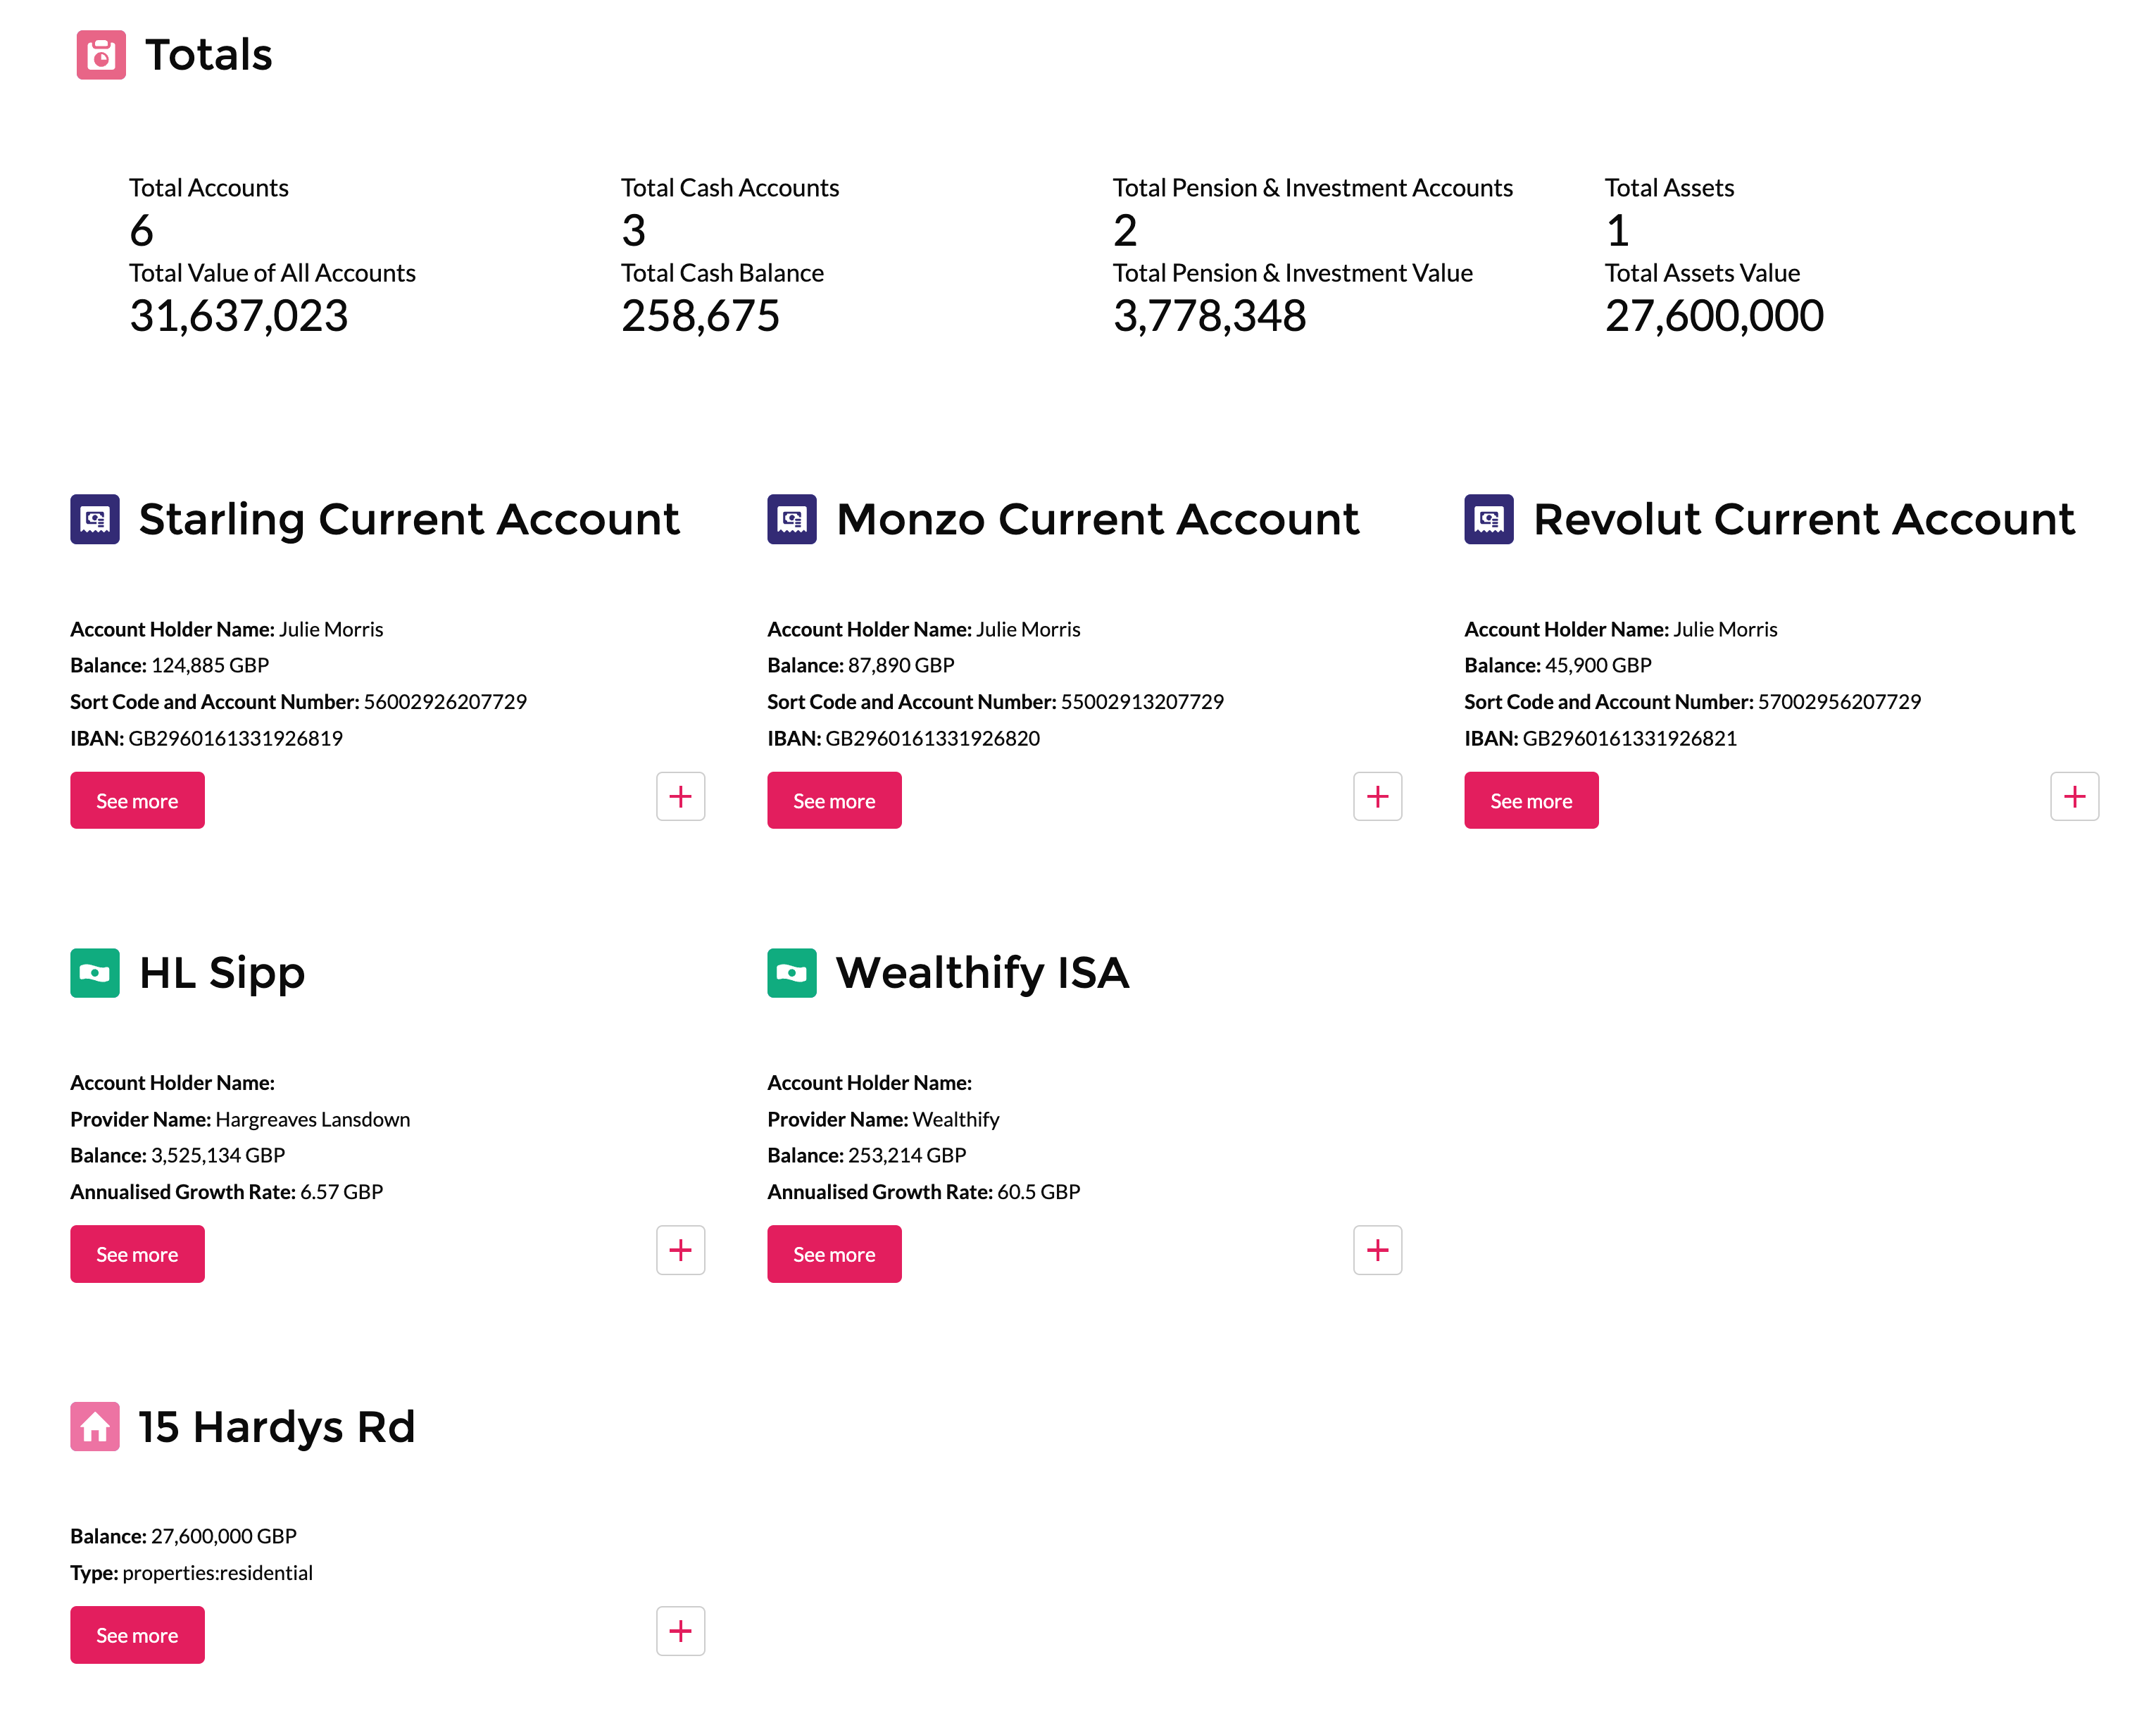 Totals
Total Accounts
6
Total Value of All Accounts
31,637,023
Total Cash Accounts
3
Total Cash Balance
258,675
Total Pension & Investment Accounts
2
Total Pension & Investment Value
3,778,348
Total Assets
1
Total Assets Value
27,600,000
Starling Current Account
Account Holder Name: Julie Morris
Balance: 124,885 GBP
Sort Code and Account Number: 56002926207729
IBAN: GB2960161331926819
See more
Monzo Current Account
Account Holder Name: Julie Morris
Balance: 87,890 GBP
Sort Code and Account Number: 55002913207729
IBAN: GB2960161331926820
See more
Revolut Current Account
Account Holder Name: Julie Morris
Balance: 45,900 GBP
Sort Code and Account Number: 57002956207729
IBAN: GB2960161331926821
See more
HL Sipp
Account Holder Name:
Provider Name: Hargreaves Lansdown
Balance: 3,525,134 GBP
Annualised Growth Rate: 6.57 GBP
See more
Wealthify ISA
Account Holder Name:
Provider Name: Wealthify
Balance: 253,214 GBP
Annualised Growth Rate: 60.5 GBP
See more
15 Hardys Rd
Balance: 27,600,000 GBP
Type: properties:residential
See more